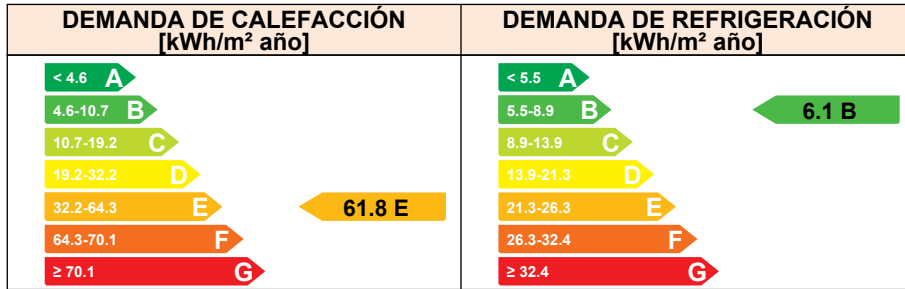 DEMANDA DE CALEFACCIÓN
[kWh/m² año]
< 4.6 A
4.6-10.7 B
10.7-19.2 C
19.2-32.2 D
32.2-64.3 E
61.8 E
64.3-70.1 F
≥ 70.1 G
DEMANDA DE REFRIGERACIÓN
[kWh/m² año]
< 5.5 A
5.5-8.9 B
6.1 B
8.9-13.9 C
13.9-21.3 D
21.3-26.3 E
26.3-32.4 F
≥ 32.4 G